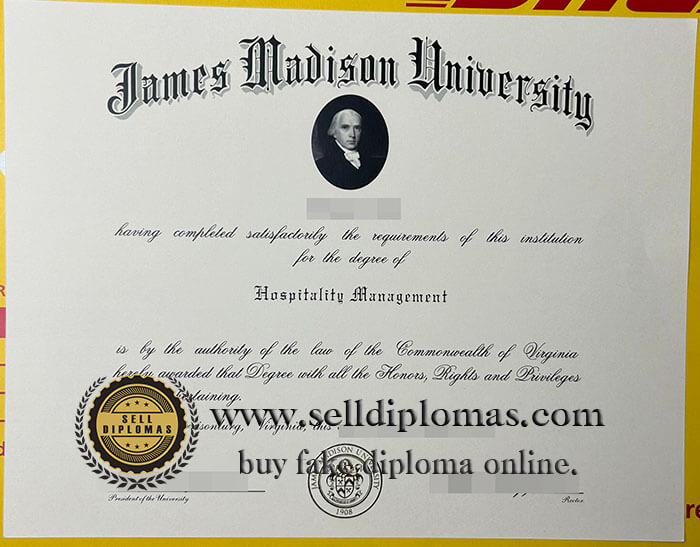 James Madison University
having completed satisfactorily the requirements of this institution
for the degree of
Hospitality Management
is by the authority of the law of the Commonwealth of Virginia
hereby awarded that Degree with all the Honors, Rights and Privileges
www.selldiplomas.com
SELL
DIPLOMAS
Virginia, this
buy fake diploma online.
JAMES MADISON UNIVERSITY
1908
President of the University
Rector